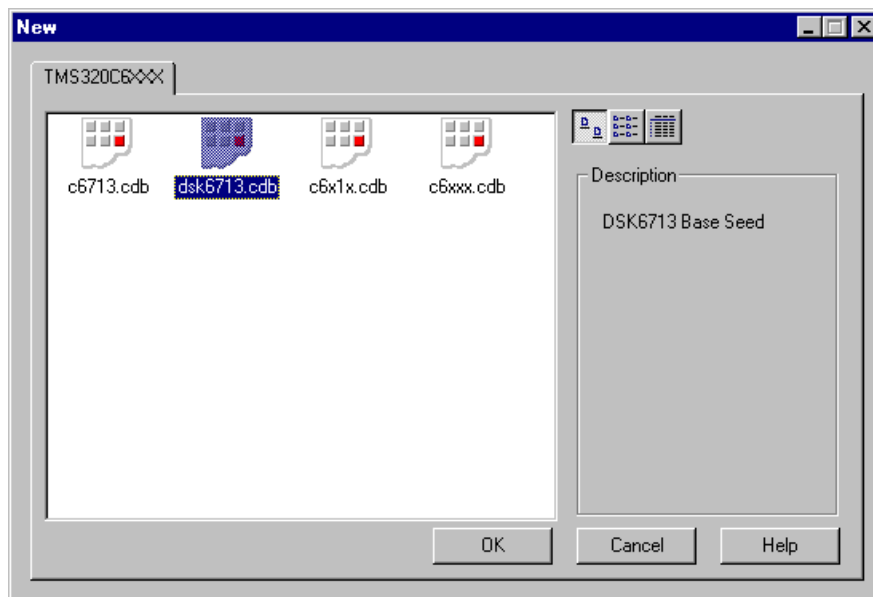 New
TMS320C6XXX
c6713.cdb dsk6713.cdb c6x1x.cdb c6xxx.cdb
Description
DSK6713 Base Seed
OK Cancel Help